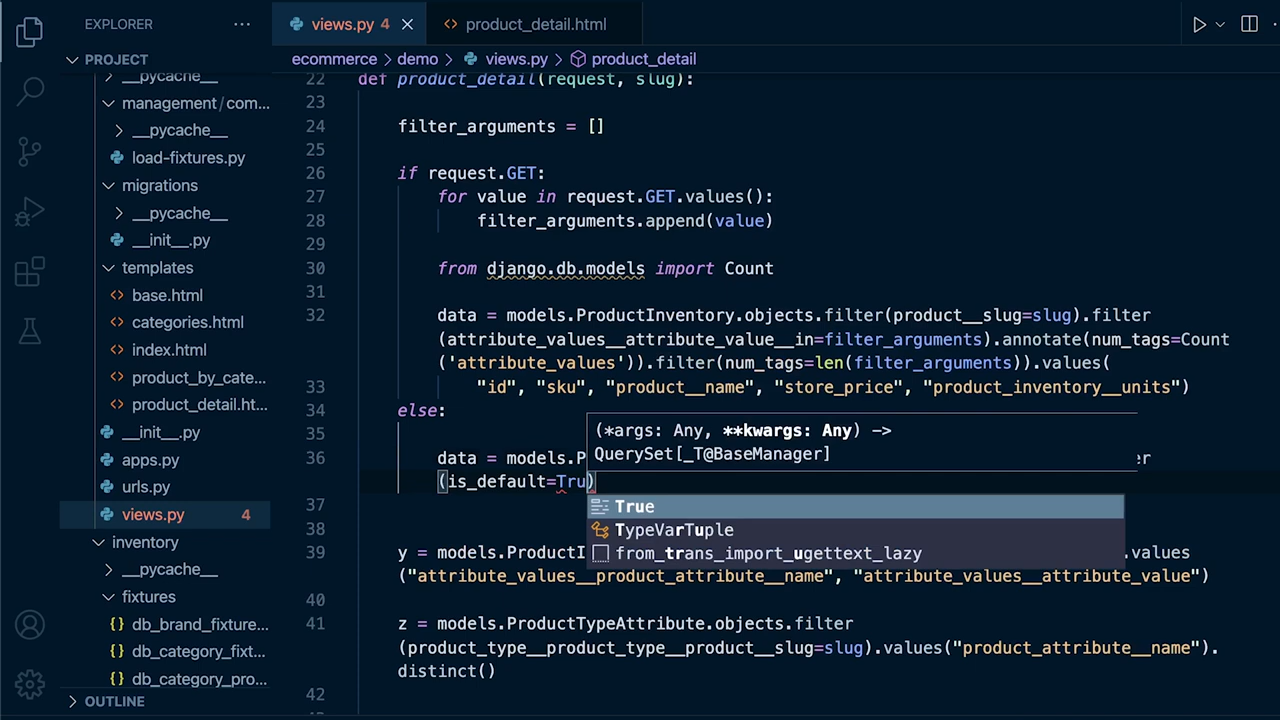 EXPLORER
PROJECT
__pycache__
management/com...
__pycache__
load-fixtures.py
migrations
__pycache__
__init__.py
templates
base.html
categories.html
index.html
product_by_cate...
product_detail.ht...
__init__.py
apps.py
urls.py
views.py 4
inventory
__pycache__
fixtures
db_brand_fixture...
db_category_fixt...
db_category_pro...
OUTLINE
views.py 4
product_detail.html
ecommerce > demo > views.py > product_detail
22 def product_detail(request, slug):
23
24 filter_arguments = []
25
26 if request.GET:
27 for value in request.GET.values():
28 filter_arguments.append(value)
29
30 from django.db.models import Count
31
32 data = models.ProductInventory.objects.filter(product__slug=slug).filter
(attribute_values__attribute_value__in=filter_arguments).annotate(num_tags=Count
('attribute_values')).filter(num_tags=len(filter_arguments)).values(
33 "id", "sku", "product__name", "store_price", "product_inventory__units")
34 else:
35
36 data = models.P
(is_default=Tru)
(*args: Any, **kwargs: Any) ->
QuerySet[_T@BaseManager]
True
TypeVarTuple
from_trans_import_ugettext_lazy
37
38
39 y = models.ProductI .values
("attribute_values__product_attribute__name", "attribute_values__attribute_value")
40
41 z = models.ProductTypeAttribute.objects.filter
(product_type__product_type__product__slug=slug).values("product_attribute__name").
distinct()
42